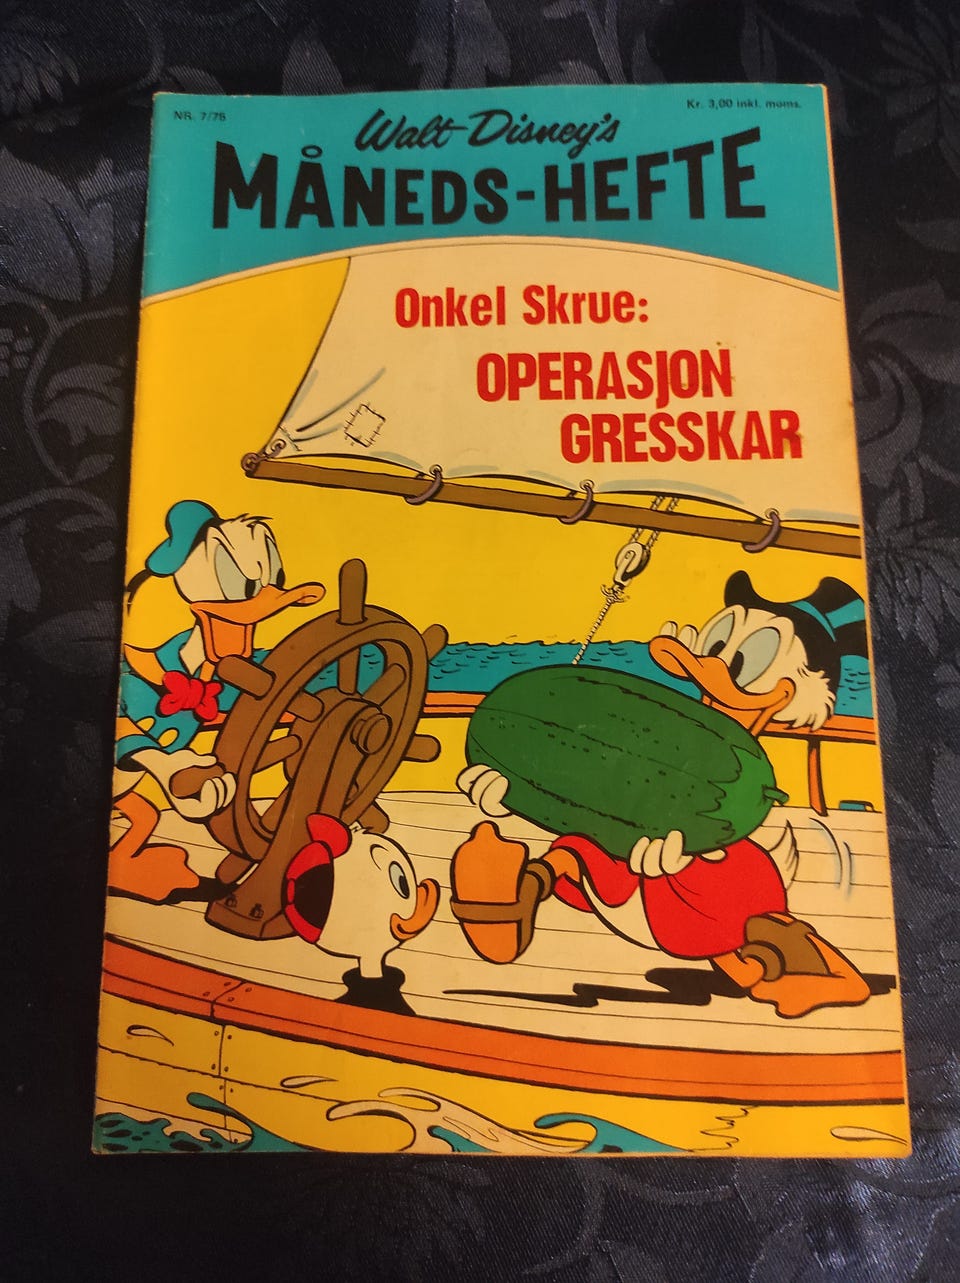 NR. 7/75
Kr. 3,00 inkl. moms.
Walt Disney's
MÅNEDS-HEFTE
Onkel Skrue:
OPERASJON
GRESSKAR